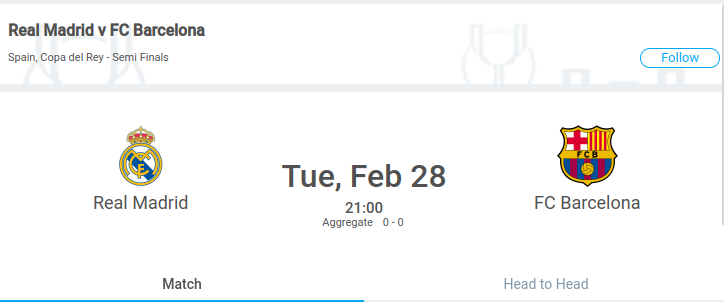 Real Madrid v FC Barcelona
Spain, Copa del Rey - Semi Finals
Follow
FCB
Tue, Feb 28
Real Madrid
FC Barcelona
21:00
Aggregate 0 - 0
Match
Head to Head